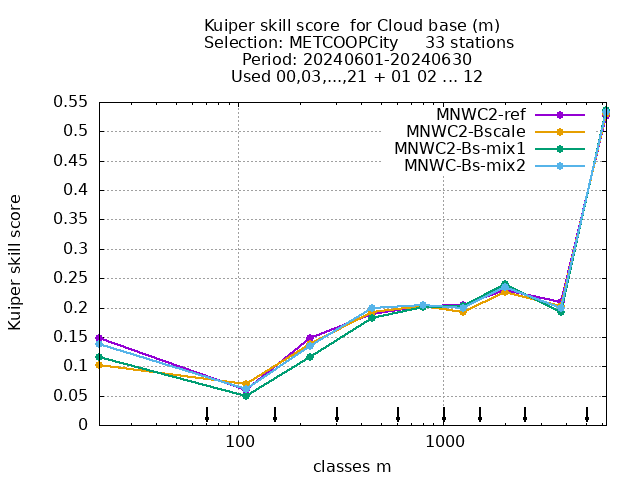 Kuiper skill score  for Cloud base (m)
Selection: METCOOPCity     33 stations
Period: 20240601-20240630
Used 00,03,...,21 + 01 02 ... 12
MNWC2-ref
MNWC2-Bscale
MNWC2-Bs-mix1
MNWC-Bs-mix2
0.55
0.5
0.45
0.4
0.35
0.3
0.25
0.2
0.15
0.1
0.05
0
Kuiper skill score
100
1000
classes m